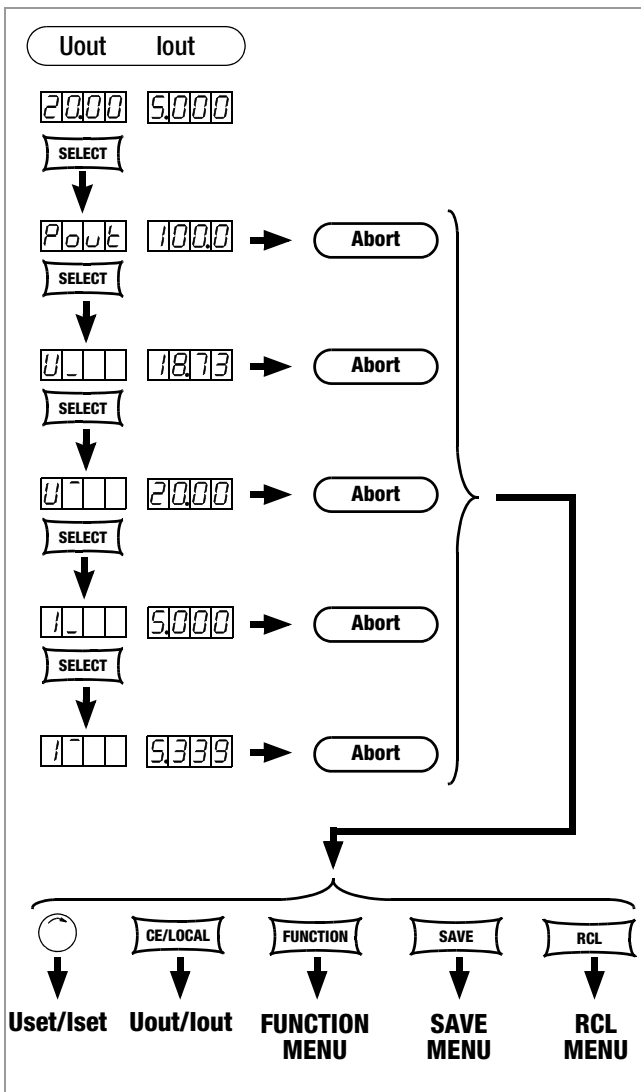 Uout Iout
20.00 5.000
SELECT
Pout 100.0 Abort
SELECT
U_ 18.73 Abort
SELECT
U¯ 20.00 Abort
SELECT
I_ 5.000 Abort
SELECT
I¯ 5.339 Abort
CE/LOCAL FUNCTION SAVE RCL
Uset/Iset Uout/Iout FUNCTION SAVE RCL
MENU MENU MENU